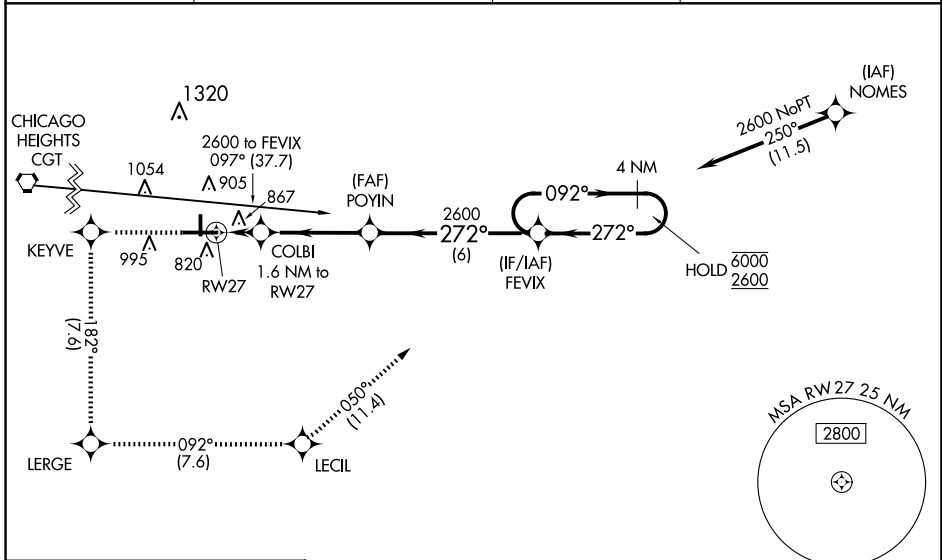 1320
CHICAGO
HEIGHTS
CGT
1054
2600 to FEVIX
097° (37.7)
905
867
(FAF)
POYIN
(IAF)
NOMES
2600 NoPT
250°
(11.5)
4 NM
092°
2600
272°
(6)
272°
(IF/IAF)
FEVIX
HOLD
6000
2600
KEYVE
995
820
RW27
COLBI
1.6 NM to
RW27
182°
(7.6)
LERGE
092°
(7.6)
LECIL
050°
(11.4)
MSA RW27 25 NM
2800